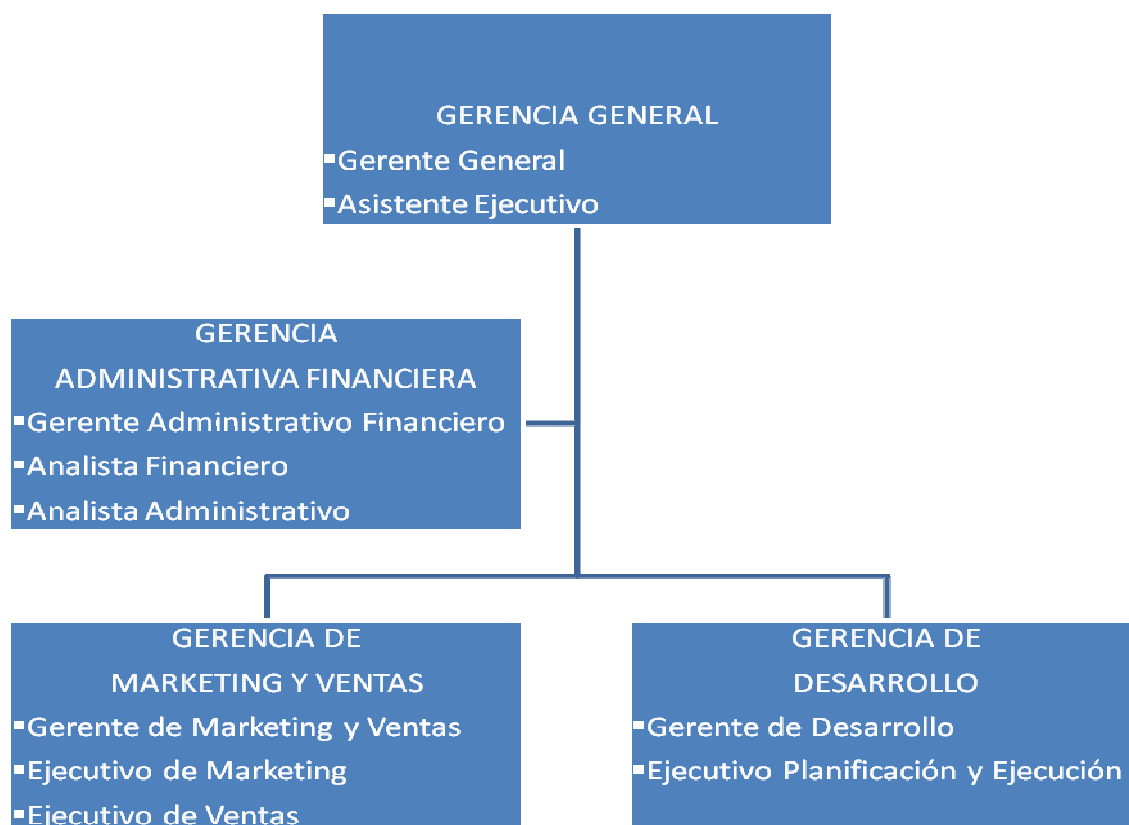 GERENCIA GENERAL
▪Gerente General
▪Asistente Ejecutivo
GERENCIA
ADMINISTRATIVA FINANCIERA
▪Gerente Administrativo Financiero
▪Analista Financiero
▪Analista Administrativo
GERENCIA DE
MARKETING Y VENTAS
▪Gerente de Marketing y Ventas
▪Ejecutivo de Marketing
▪Ejecutivo de Ventas
GERENCIA DE
DESARROLLO
▪Gerente de Desarrollo
▪Ejecutivo Planificación y Ejecución